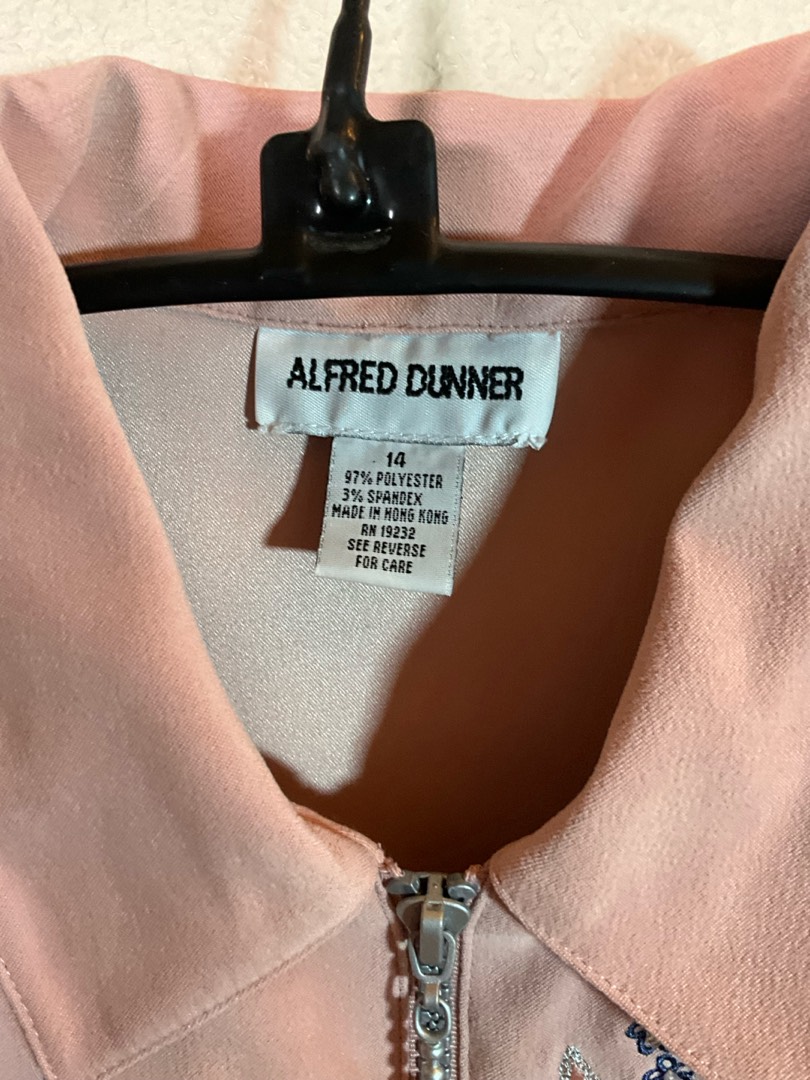 ALFRED DUNNER
14
97% POLYESTER
3% SPANDEX
MADE IN HONG KONG
RN 19232
SEE REVERSE
FOR CARE